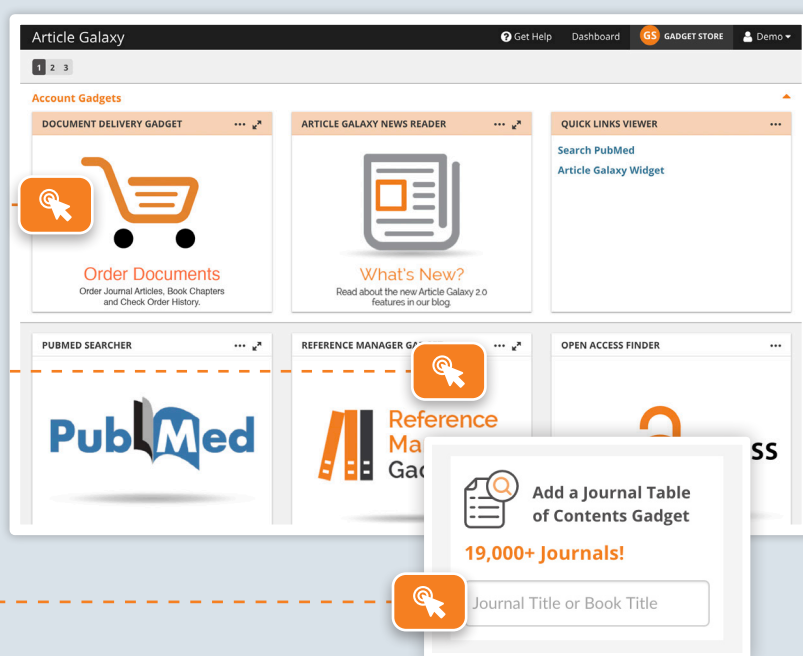 Article Galaxy
Get Help Dashboard GS GADGET STORE Demo
1 2 3
Account Gadgets
DOCUMENT DELIVERY GADGET
Order Documents
Order Journal Articles, Book Chapters
and Check Order History.
ARTICLE GALAXY NEWS READER
What's New?
Read about the new Article Galaxy 2.0
features in our blog.
QUICK LINKS VIEWER
Search PubMed
Article Galaxy Widget
PUBMED SEARCHER
PubMed
REFERENCE MANAGER
Reference
Ma
Gad
OPEN ACCESS FINDER
ss
Add a Journal Table
of Contents Gadget
19,000+ Journals!
Journal Title or Book Title